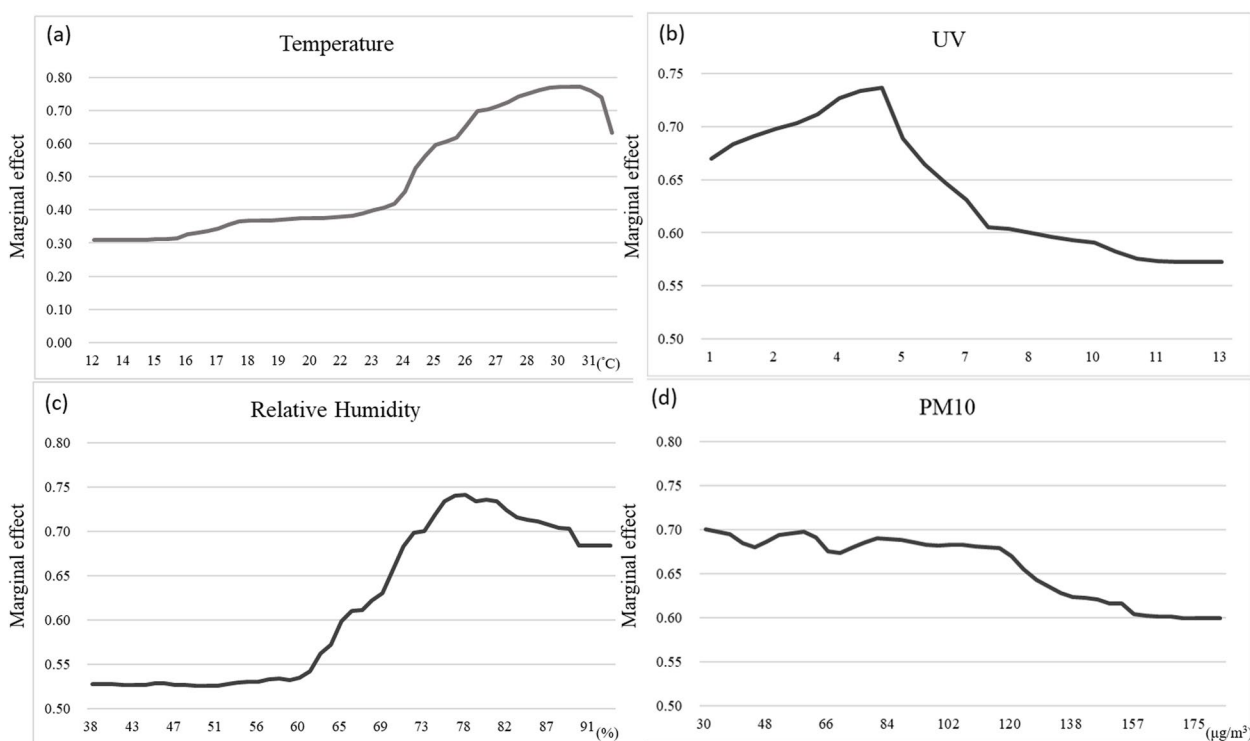 (a)
Temperature
Marginal effect
0.80
0.70
0.60
0.50
0.40
0.30
0.20
0.10
0.00
12 14 15 16 17 19 20 22 23 24 26 27 28 30 31 (℃)
(b)
UV
Marginal effect
0.75
0.70
0.65
0.60
0.55
0.50
1 2 4 5 7 8 10 11 13
(c)
Relative Humidity
Marginal effect
0.80
0.75
0.70
0.65
0.60
0.55
0.50
38 43 47 51 56 60 65 69 73 78 82 87 91 (%)
(d)
PM10
Marginal effect
0.80
0.75
0.70
0.65
0.60
0.55
0.50
30 48 66 84 102 120 138 157 175 (μg/m³)